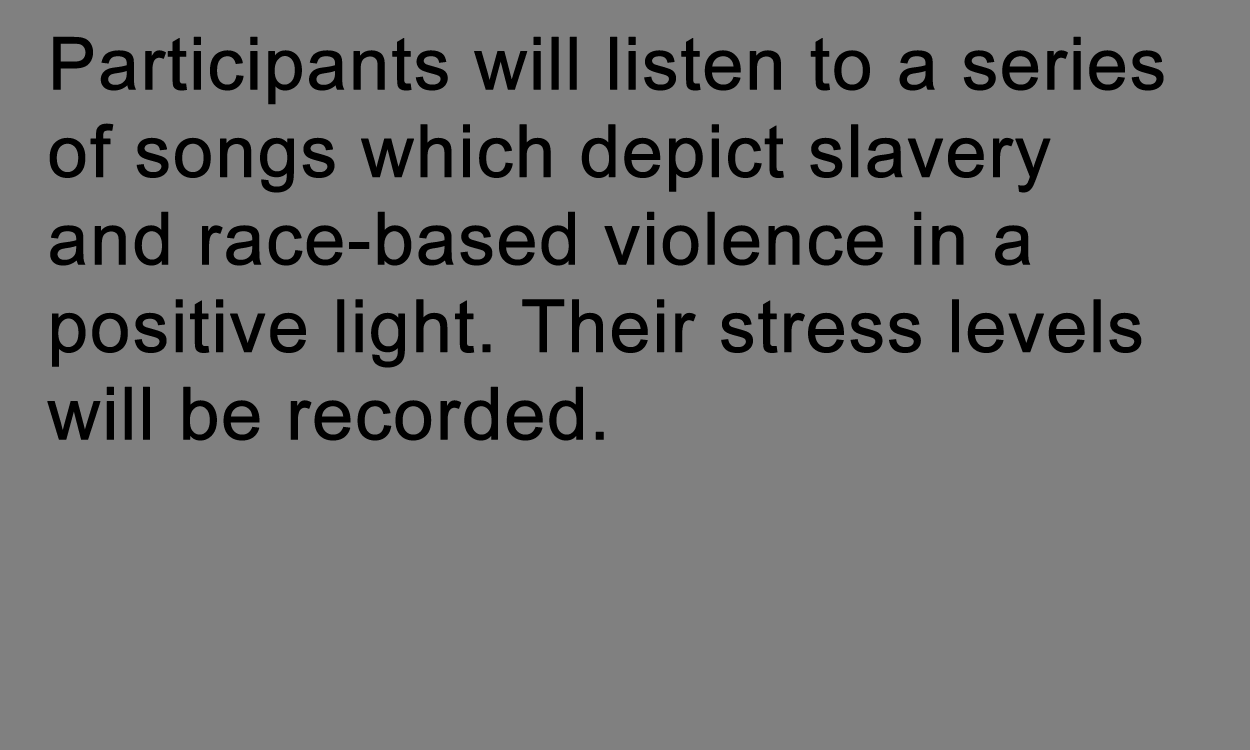 Participants will listen to a series
of songs which depict slavery
and race-based violence in a
positive light. Their stress levels
will be recorded.